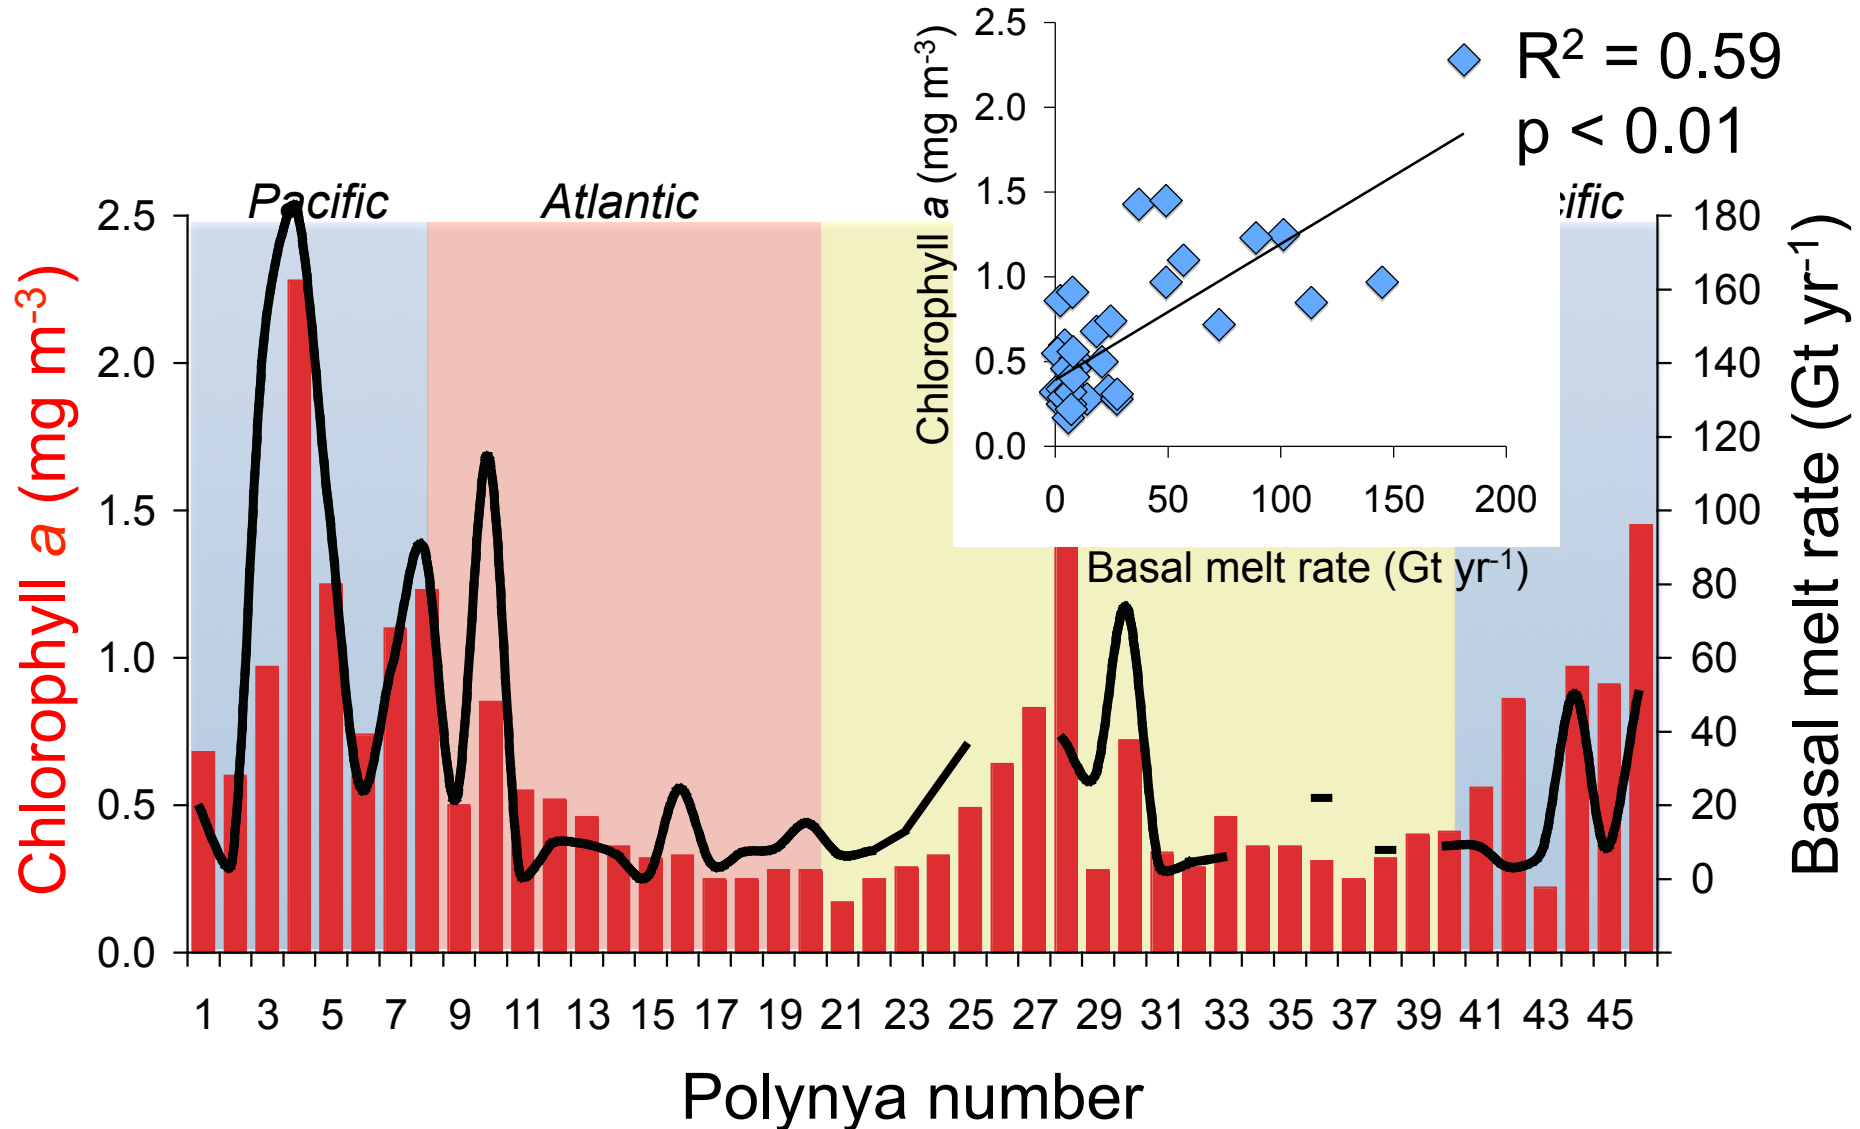 2.5
2.0
1.5
1.0
0.5
0.0
Chlorophyll a (mg m-3)
0
50
100
150
200
Basal melt rate (Gt yr-1)
R2 = 0.59
p < 0.01
Pacific
Atlantic
cific
2.5
2.0
1.5
1.0
0.5
0.0
Chlorophyll a (mg m-3)
180
160
140
120
100
80
60
40
20
0
Basal melt rate (Gt yr-1)
1 3 5 7 9 11 13 15 17 19 21 23 25 27 29 31 33 35 37 39 41 43 45
Polynya number